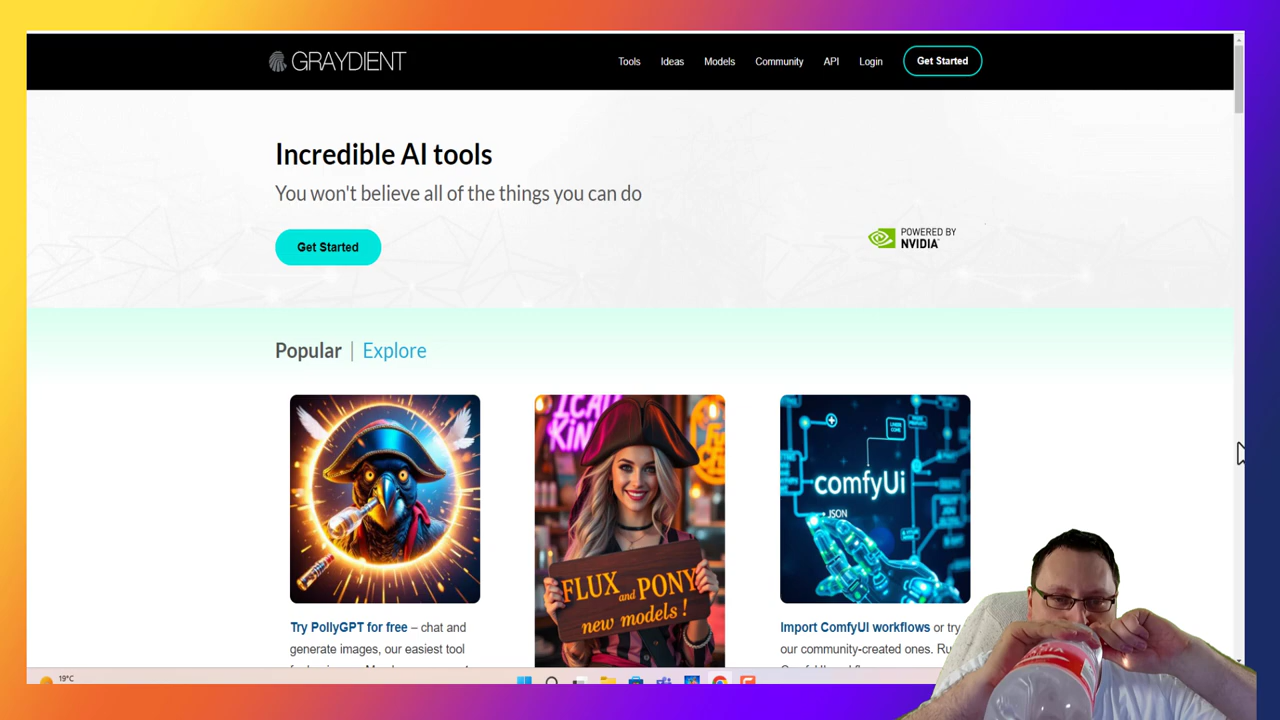 GRAYDIENT
Tools
Ideas
Models
Community
API
Login
Get Started
Incredible AI tools
You won't believe all of the things you can do
Get Started
POWERED BY
NVIDIA
Popular | Explore
FLUX and PONY
new models !
comfyUi
JSON
Try PollyGPT for free – chat and
generate images, our easiest tool
Import ComfyUI workflows or try
our community-created ones.
19°C